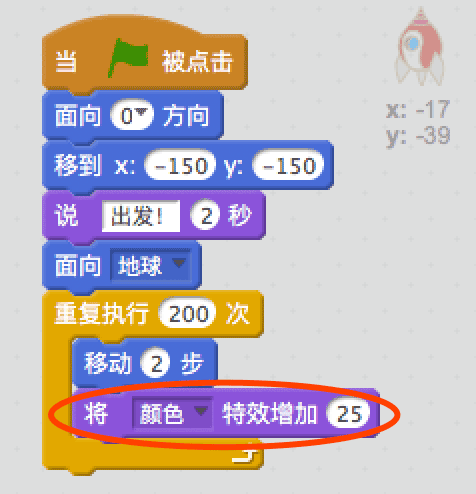 当 被点击
x: -17
y: -39
面向 0 方向
移到 x: -150 y: -150
说 出发! 2 秒
面向 地球
重复执行 200 次
移动 2 步
将 颜色 特效增加 25